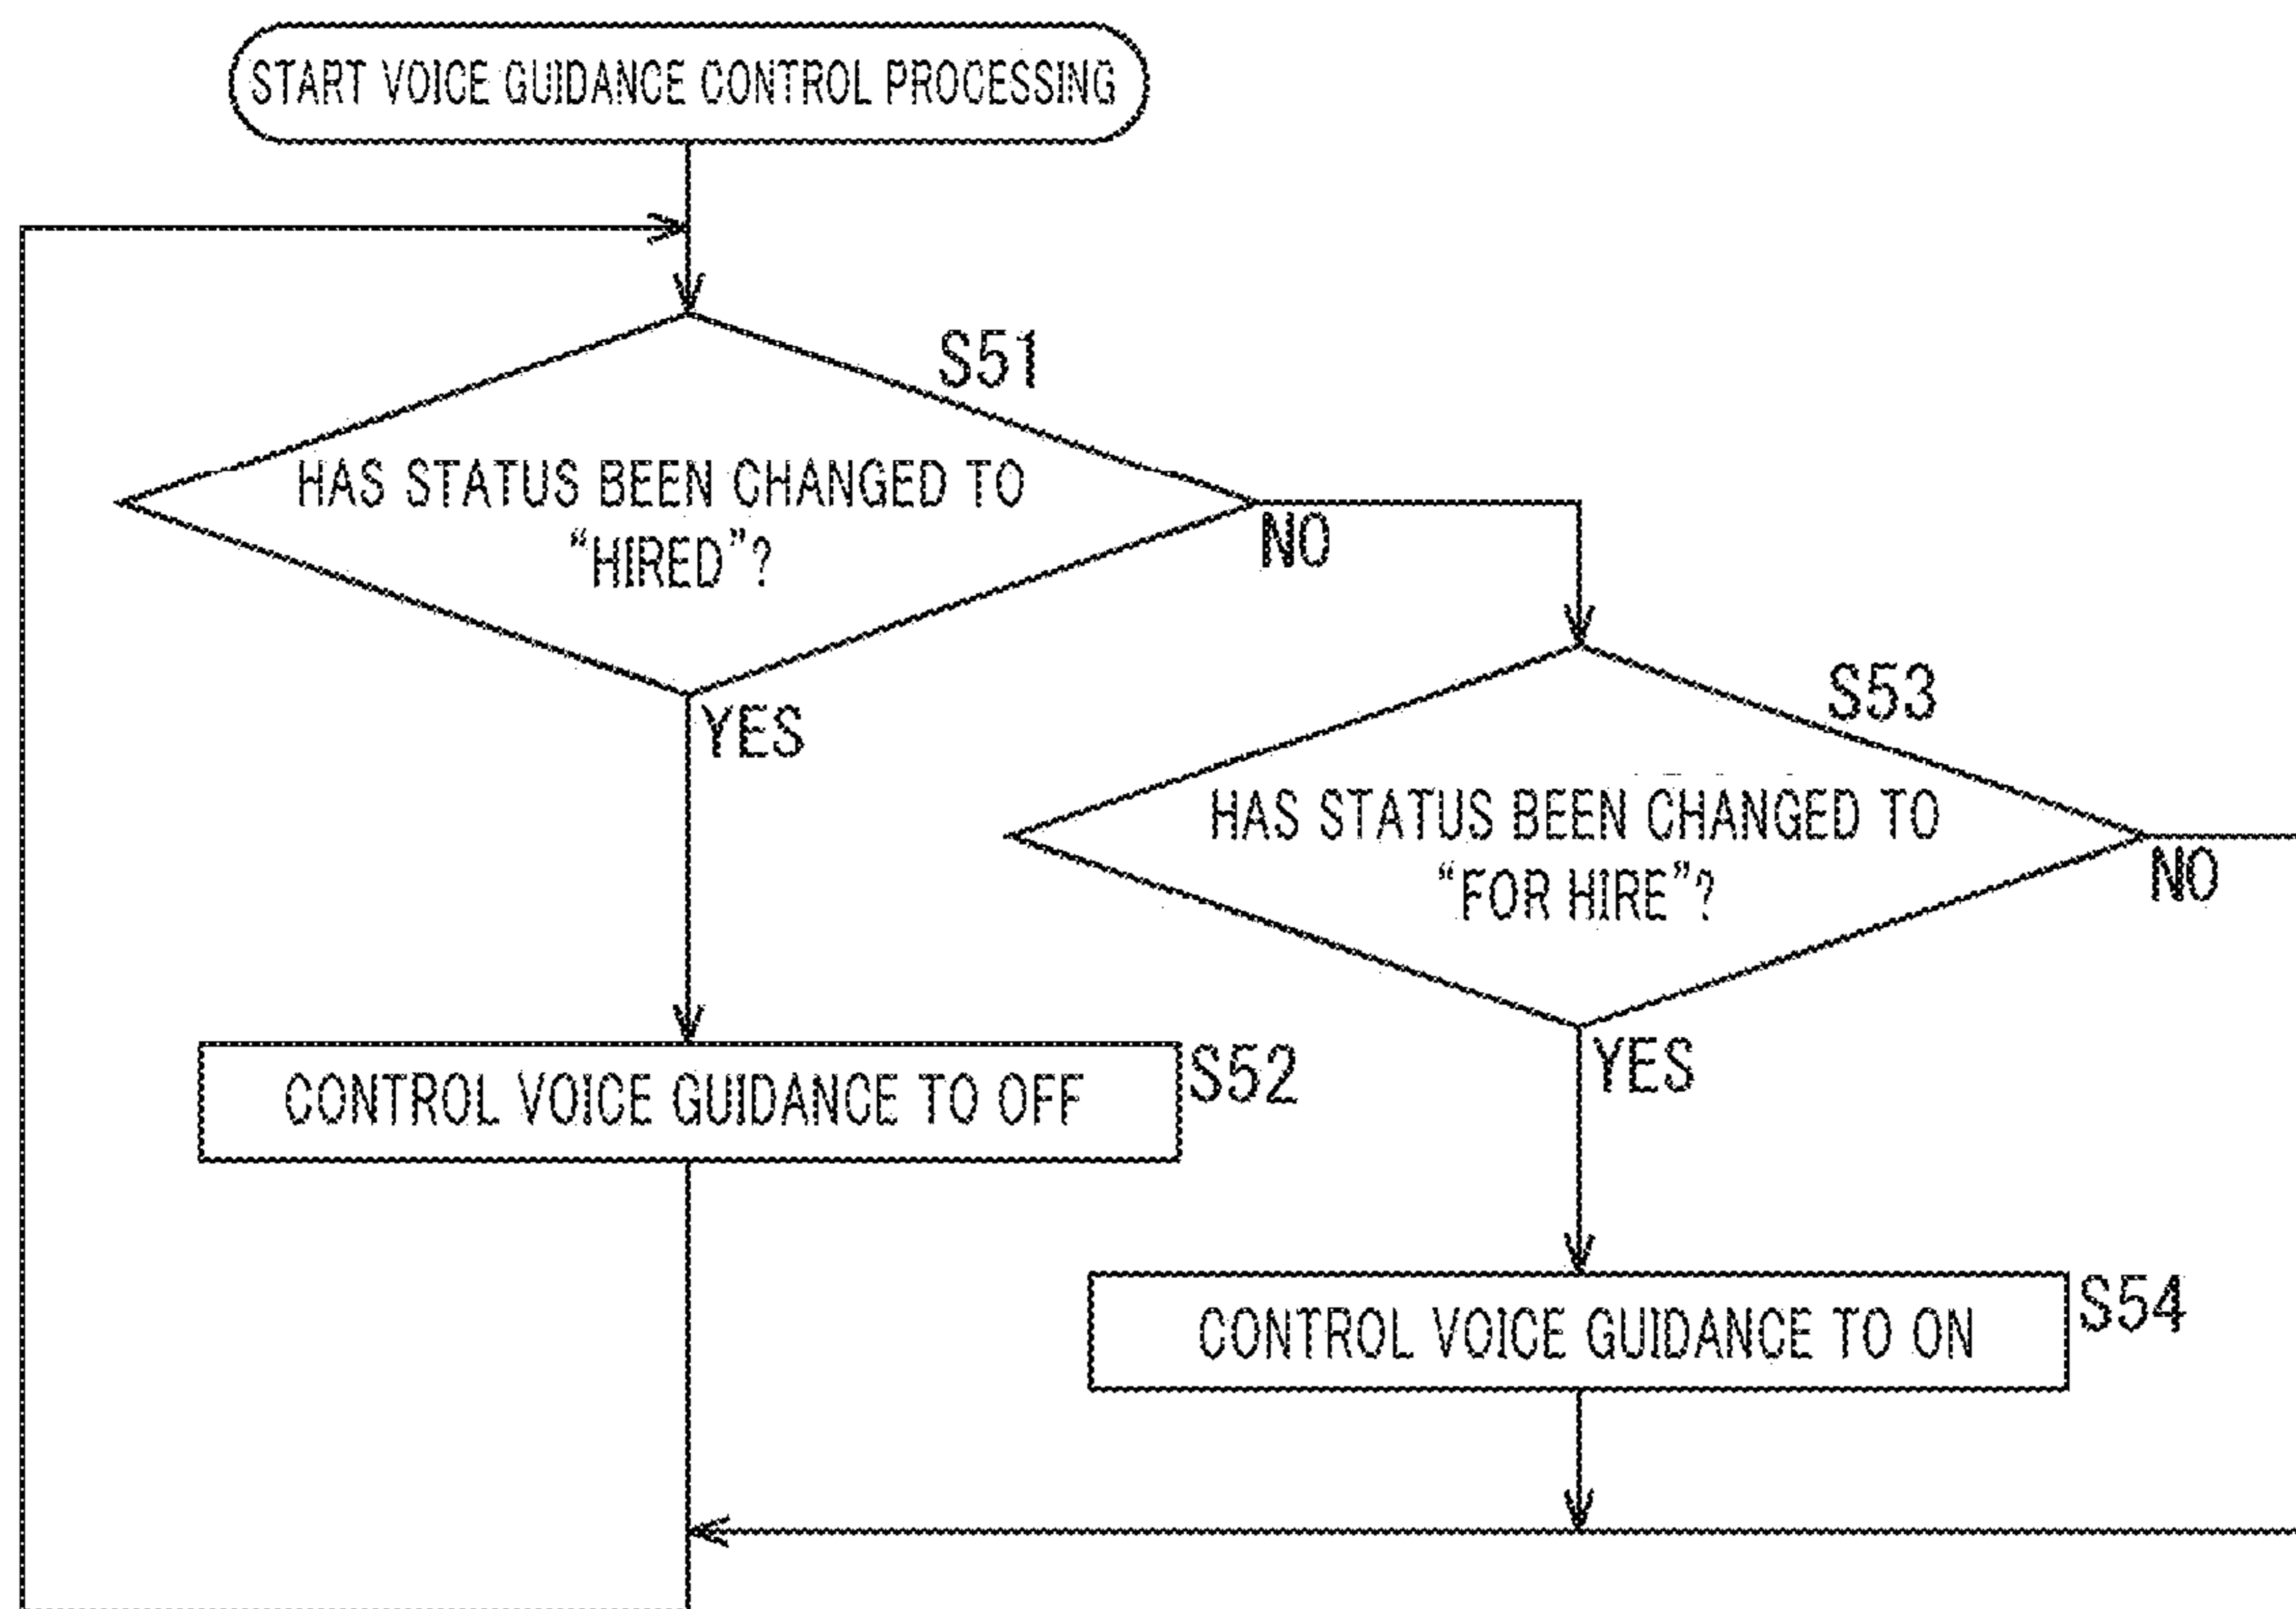 START VOICE GUIDANCE CONTROL PROCESSING
S51
HAS STATUS BEEN CHANGED TO
“HIRED”?
NO
YES
S53
HAS STATUS BEEN CHANGED TO
“FOR HIRE”?
NO
YES
CONTROL VOICE GUIDANCE TO OFF
S52
CONTROL VOICE GUIDANCE TO ON
S54